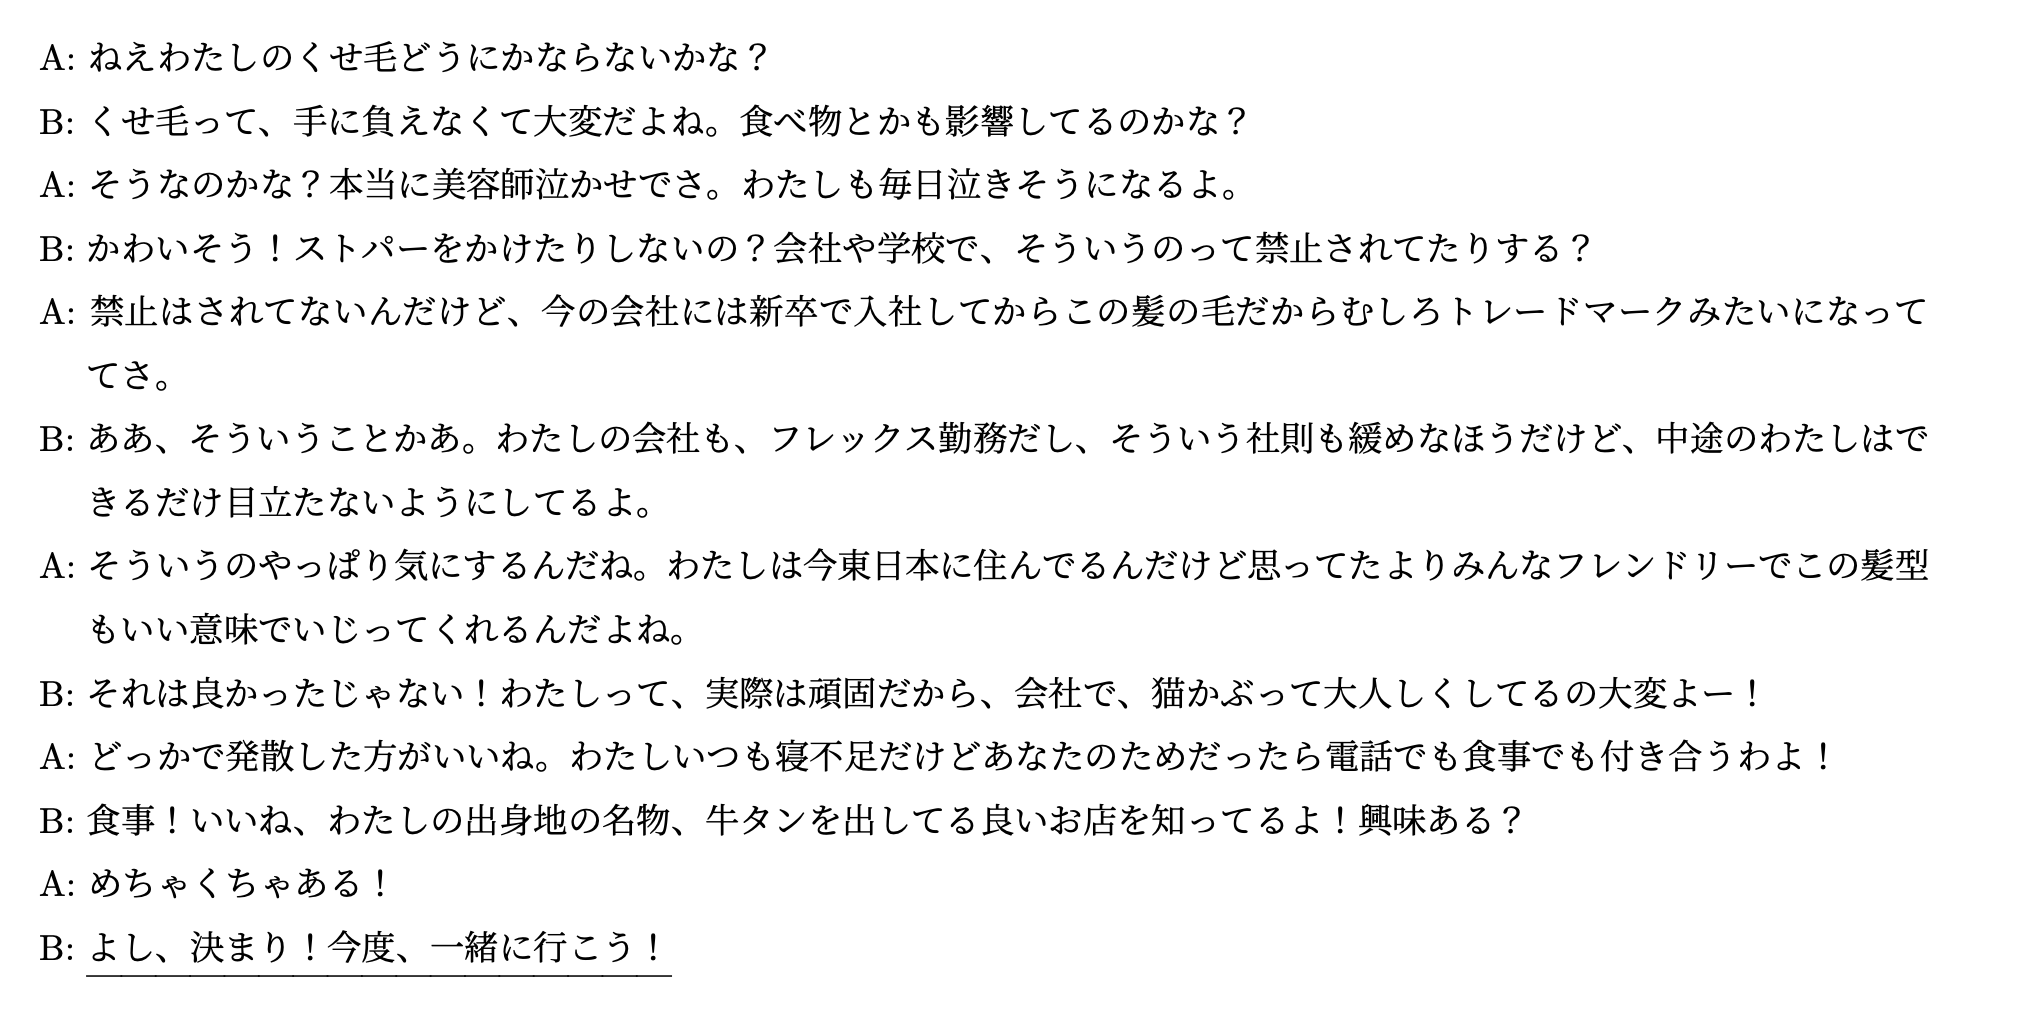 A: ねえわたしのくせ毛どうにかならないかな？
B: くせ毛って、手に負えなくて大変だよね。食べ物とかも影響してるのかな？
A: そうなのかな？本当に美容師泣かせでさ。わたしも毎日泣きそうになるよ。
B: かわいそう！ストパーをかけたりしないの？会社や学校で、そういうのって禁止されてたりする？
A: 禁止はされてないんだけど、今の会社には新卒で入社してからこの髪の毛だからむしろトレードマークみたいになって
てさ。
B: ああ、そういうことかあ。わたしの会社も、フレックス勤務だし、そういう社則も緩めなほうだけど、中途のわたしはで
きるだけ目立たないようにしてるよ。
A: そういうのやっぱり気にするんだね。わたしは今東日本に住んでるんだけど思ってたよりみんなフレンドリーでこの髪型
もいい意味でいじってくれるんだよね。
B: それは良かったじゃない！わたしって、実際は頑固だから、会社で、猫かぶって大人しくしてるの大変よー！
A: どっかで発散した方がいいね。わたしいつも寝不足だけどあなたのためだったら電話でも食事でも付き合うわよ！
B: 食事！いいね、わたしの出身地の名物、牛タンを出してる良いお店を知ってるよ！興味ある？
A: めちゃくちゃある！
B: よし、決まり！今度、一緒に行こう！